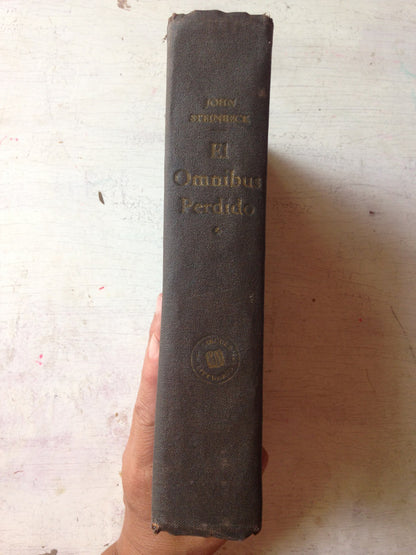 JOHN
STEINBECK
El
Omnibus
Perdido